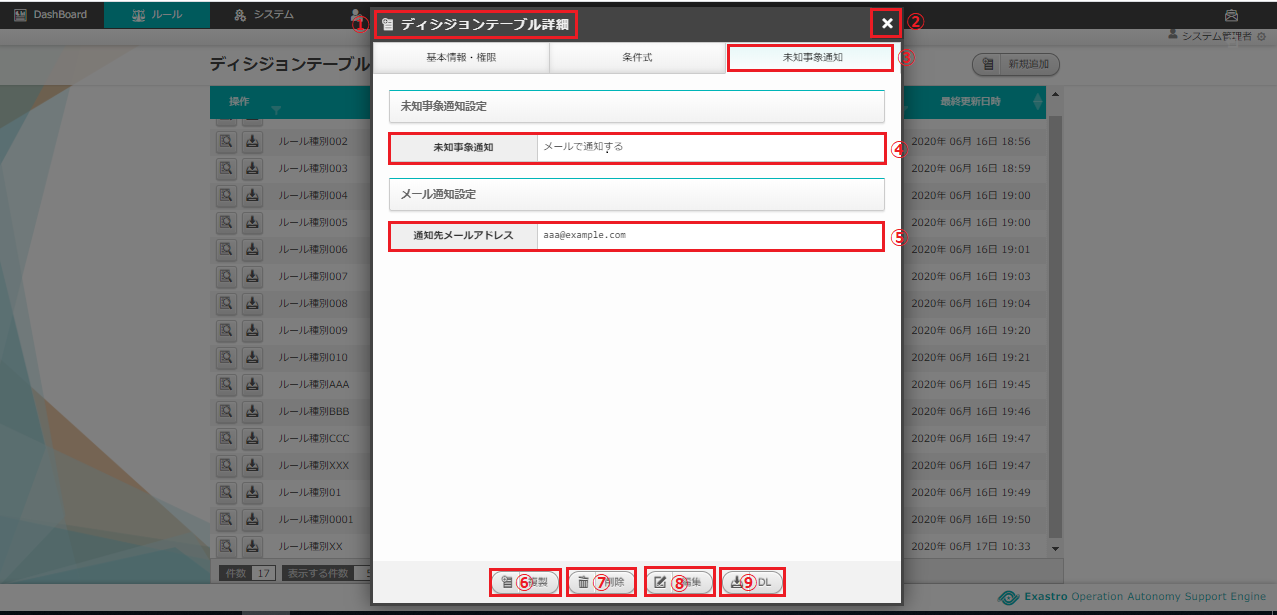 DashBoard ルール システム
システム管理者
① ディシジョンテーブル詳細 ×②
ディシジョンテーブル 新規追加
基本情報・権限 条件式 未知事象通知 ③
操作 最終更新日時
未知事象通知設定
未知事象通知 メールで通知する ④
メール通知設定
通知先メールアドレス aaa@example.com ⑤
ルール種別002 2020年 06月 16日 18:56
ルール種別003 2020年 06月 16日 18:59
ルール種別004 2020年 06月 16日 19:00
ルール種別005 2020年 06月 16日 19:00
ルール種別006 2020年 06月 16日 19:01
ルール種別007 2020年 06月 16日 19:03
ルール種別008 2020年 06月 16日 19:04
ルール種別009 2020年 06月 16日 19:20
ルール種別010 2020年 06月 16日 19:21
ルール種別AAA 2020年 06月 16日 19:45
ルール種別BBB 2020年 06月 16日 19:46
ルール種別CCC 2020年 06月 16日 19:47
ルール種別XXX 2020年 06月 16日 19:47
ルール種別01 2020年 06月 16日 19:49
ルール種別0001 2020年 06月 16日 19:50
ルール種別XX 2020年 06月 17日 10:33
件数 17 表示する件数
⑥ ⑦ ⑧ ⑨ DL
Exastro Operation Autonomy Support Engine